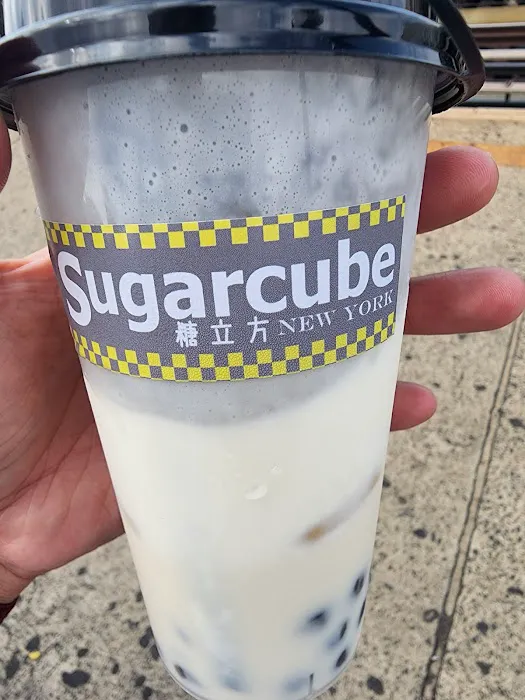 Sugarcube
糖立方 NEW YORK